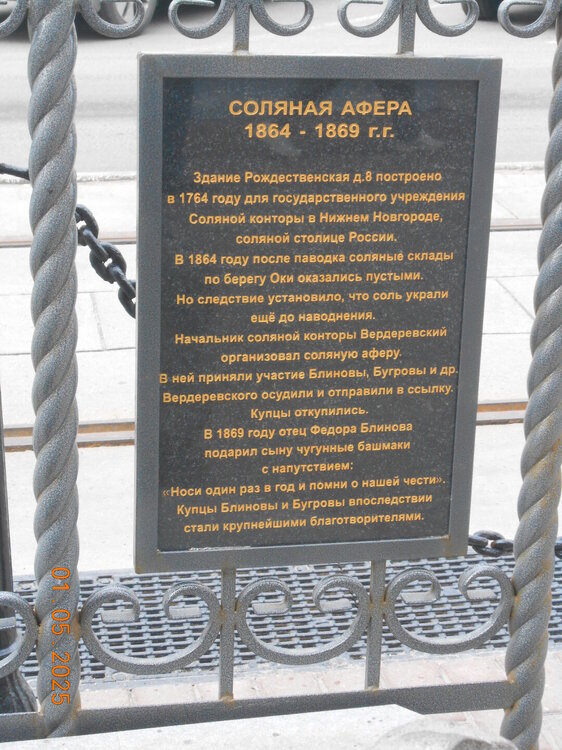 СОЛЯНАЯ АФЕРА
1864 - 1869 г.г.
Здание Рождественская д.8 построено
в 1764 году для государственного учреждения
Соляной конторы в Нижнем Новгороде,
соляной столице России.
В 1864 году после паводка соляные склады
по берегу Оки оказались пустыми.
Но следствие установило, что соль украли
ещё до наводнения.
Начальник соляной конторы Вердеревский
организовал соляную аферу.
В ней приняли участие Блиновы, Бугровы и др.
Вердеревского осудили и отправили в ссылку.
Купцы откупились.
В 1869 году отец Федора Блинова
подарил сыну чугунные башмаки
с напутствием:
«Носи один раз в год и помни о нашей чести».
Купцы Блиновы и Бугровы впоследствии
стали крупнейшими благотворителями.
01 05 2025